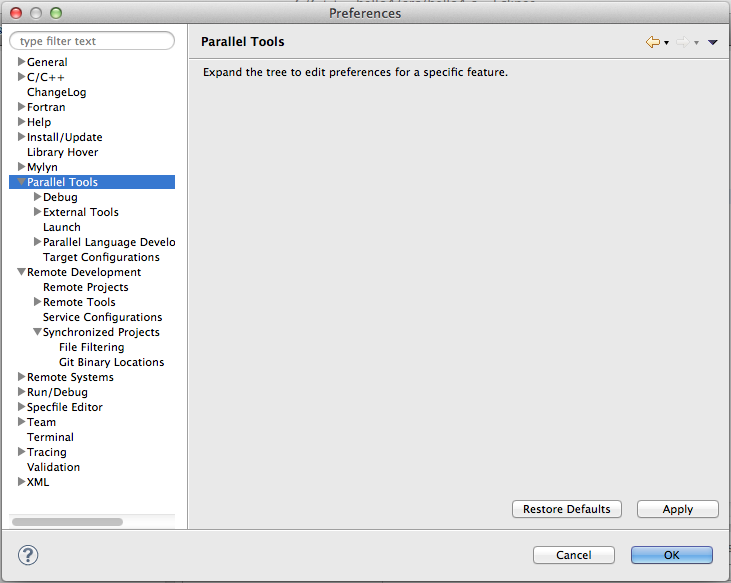 Preferences
type filter text
General
C/C++
ChangeLog
Fortran
Help
Install/Update
Library Hover
Mylyn
Parallel Tools
Debug
External Tools
Launch
Parallel Language Develo
Target Configurations
Remote Development
Remote Projects
Remote Tools
Service Configurations
Synchronized Projects
File Filtering
Git Binary Locations
Remote Systems
Run/Debug
Specfile Editor
Team
Terminal
Tracing
Validation
XML
Parallel Tools
Expand the tree to edit preferences for a specific feature.
Restore Defaults
Apply
?
Cancel
OK